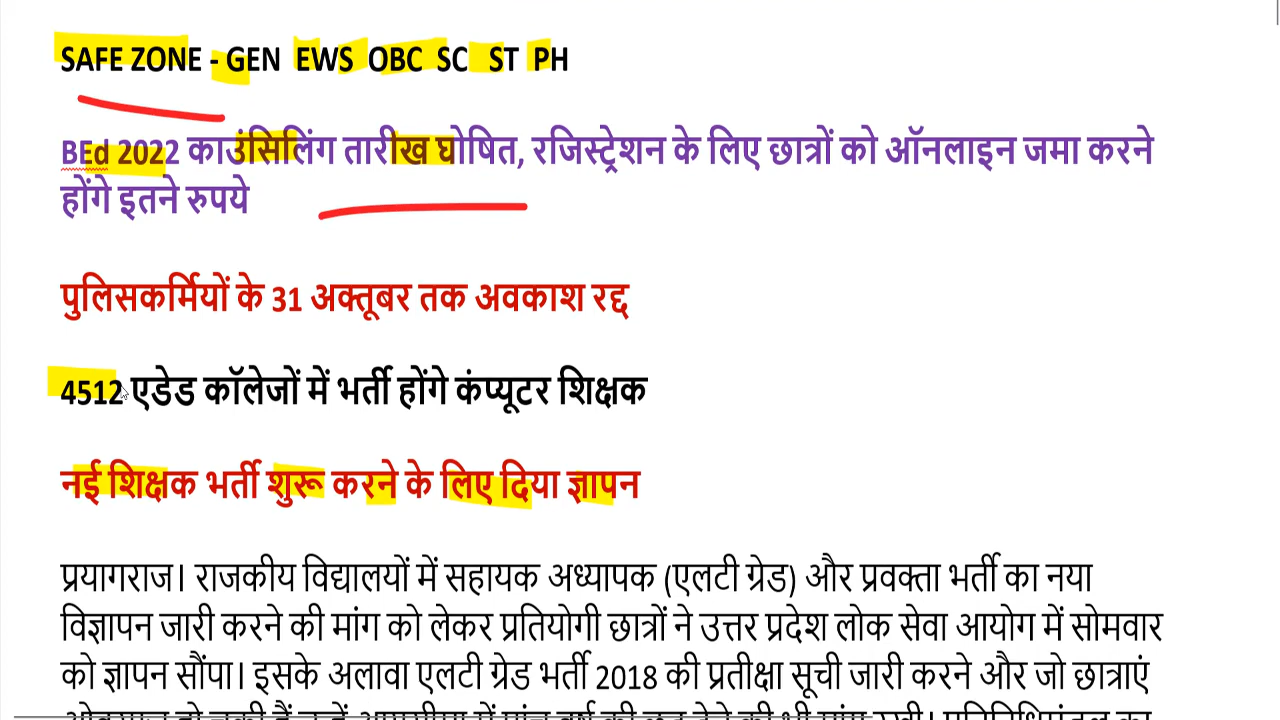 SAFE ZONE - GEN EWS OBC SC ST PH
BEd 2022 काउंसिलिंग तारीख घोषित, रजिस्ट्रेशन के लिए छात्रों को ऑनलाइन जमा करने
होंगे इतने रुपये
पुलिसकर्मियों के 31 अक्तूबर तक अवकाश रद्द
4512 एडेड कॉलेजों में भर्ती होंगे कंप्यूटर शिक्षक
नई शिक्षक भर्ती शुरू करने के लिए दिया ज्ञापन
प्रयागराज। राजकीय विद्यालयों में सहायक अध्यापक (एलटी ग्रेड) और प्रवक्ता भर्ती का नया
विज्ञापन जारी करने की मांग को लेकर प्रतियोगी छात्रों ने उत्तर प्रदेश लोक सेवा आयोग में सोमवार
को ज्ञापन सौंपा। इसके अलावा एलटी ग्रेड भर्ती 2018 की प्रतीक्षा सूची जारी करने और जो छात्राएं